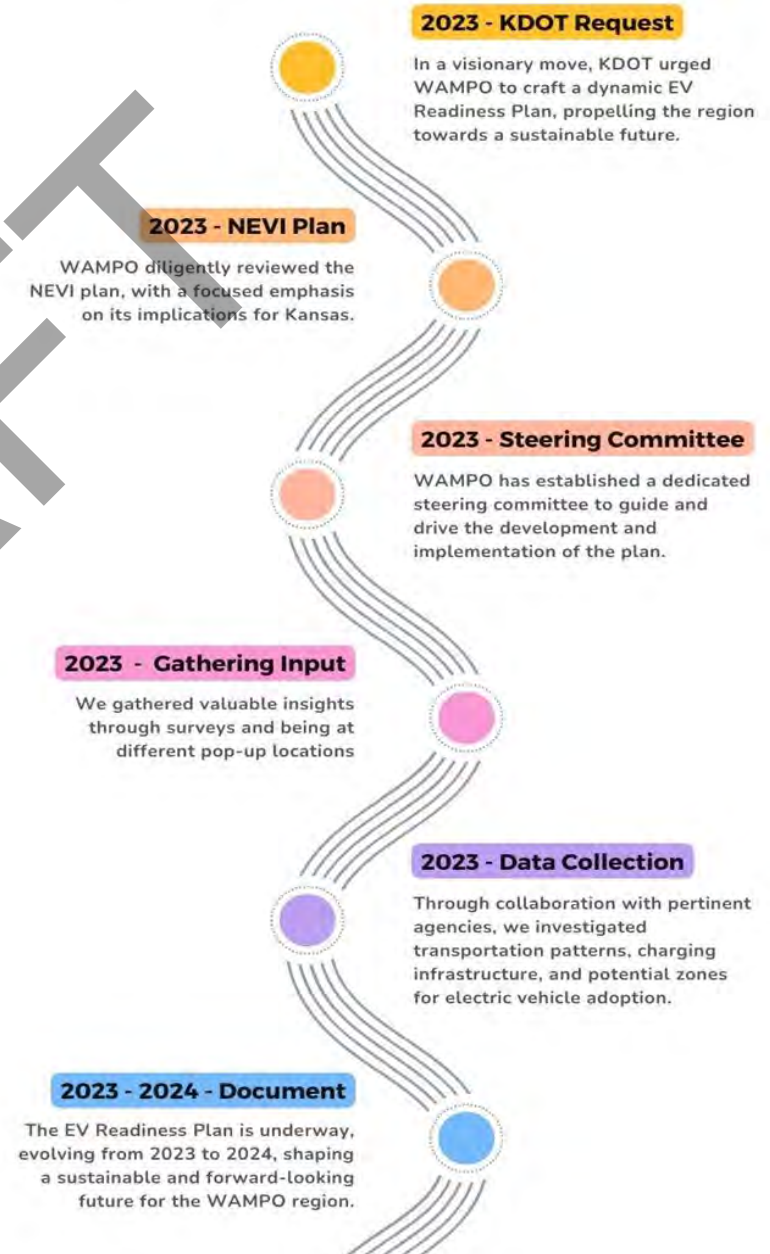 2023 - KDOT Request
In a visionary move, KDOT urged
WAMPO to craft a dynamic EV
Readiness Plan, propelling the region
towards a sustainable future.
2023 - NEVI Plan
WAMPO diligently reviewed the
NEVI plan, with a focused emphasis
on its implications for Kansas.
2023 - Steering Committee
WAMPO has established a dedicated
steering committee to guide and
drive the development and
implementation of the plan.
2023 - Gathering Input
We gathered valuable insights
through surveys and being at
different pop-up locations
2023 - Data Collection
Through collaboration with pertinent
agencies, we investigated
transportation patterns, charging
infrastructure, and potential zones
for electric vehicle adoption.
2023 - 2024 - Document
The EV Readiness Plan is underway,
evolving from 2023 to 2024, shaping
a sustainable and forward-looking
future for the WAMPO region.